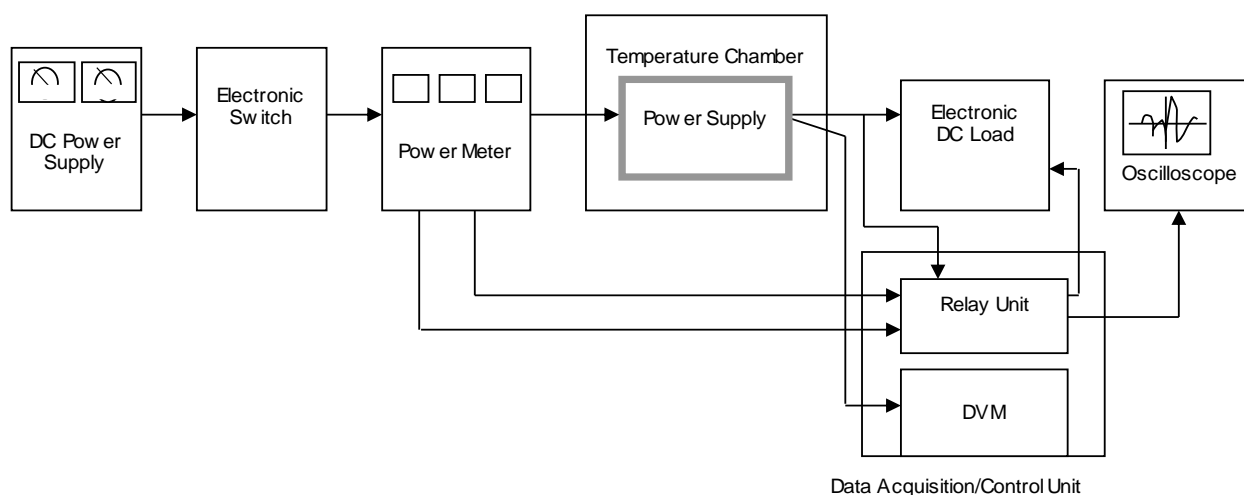 DC Power
Supply
Electronic
Switch
Power Meter
Temperature Chamber
Power Supply
Electronic
DC Load
Oscilloscope
Relay Unit
DVM
Data Acquisition/Control Unit